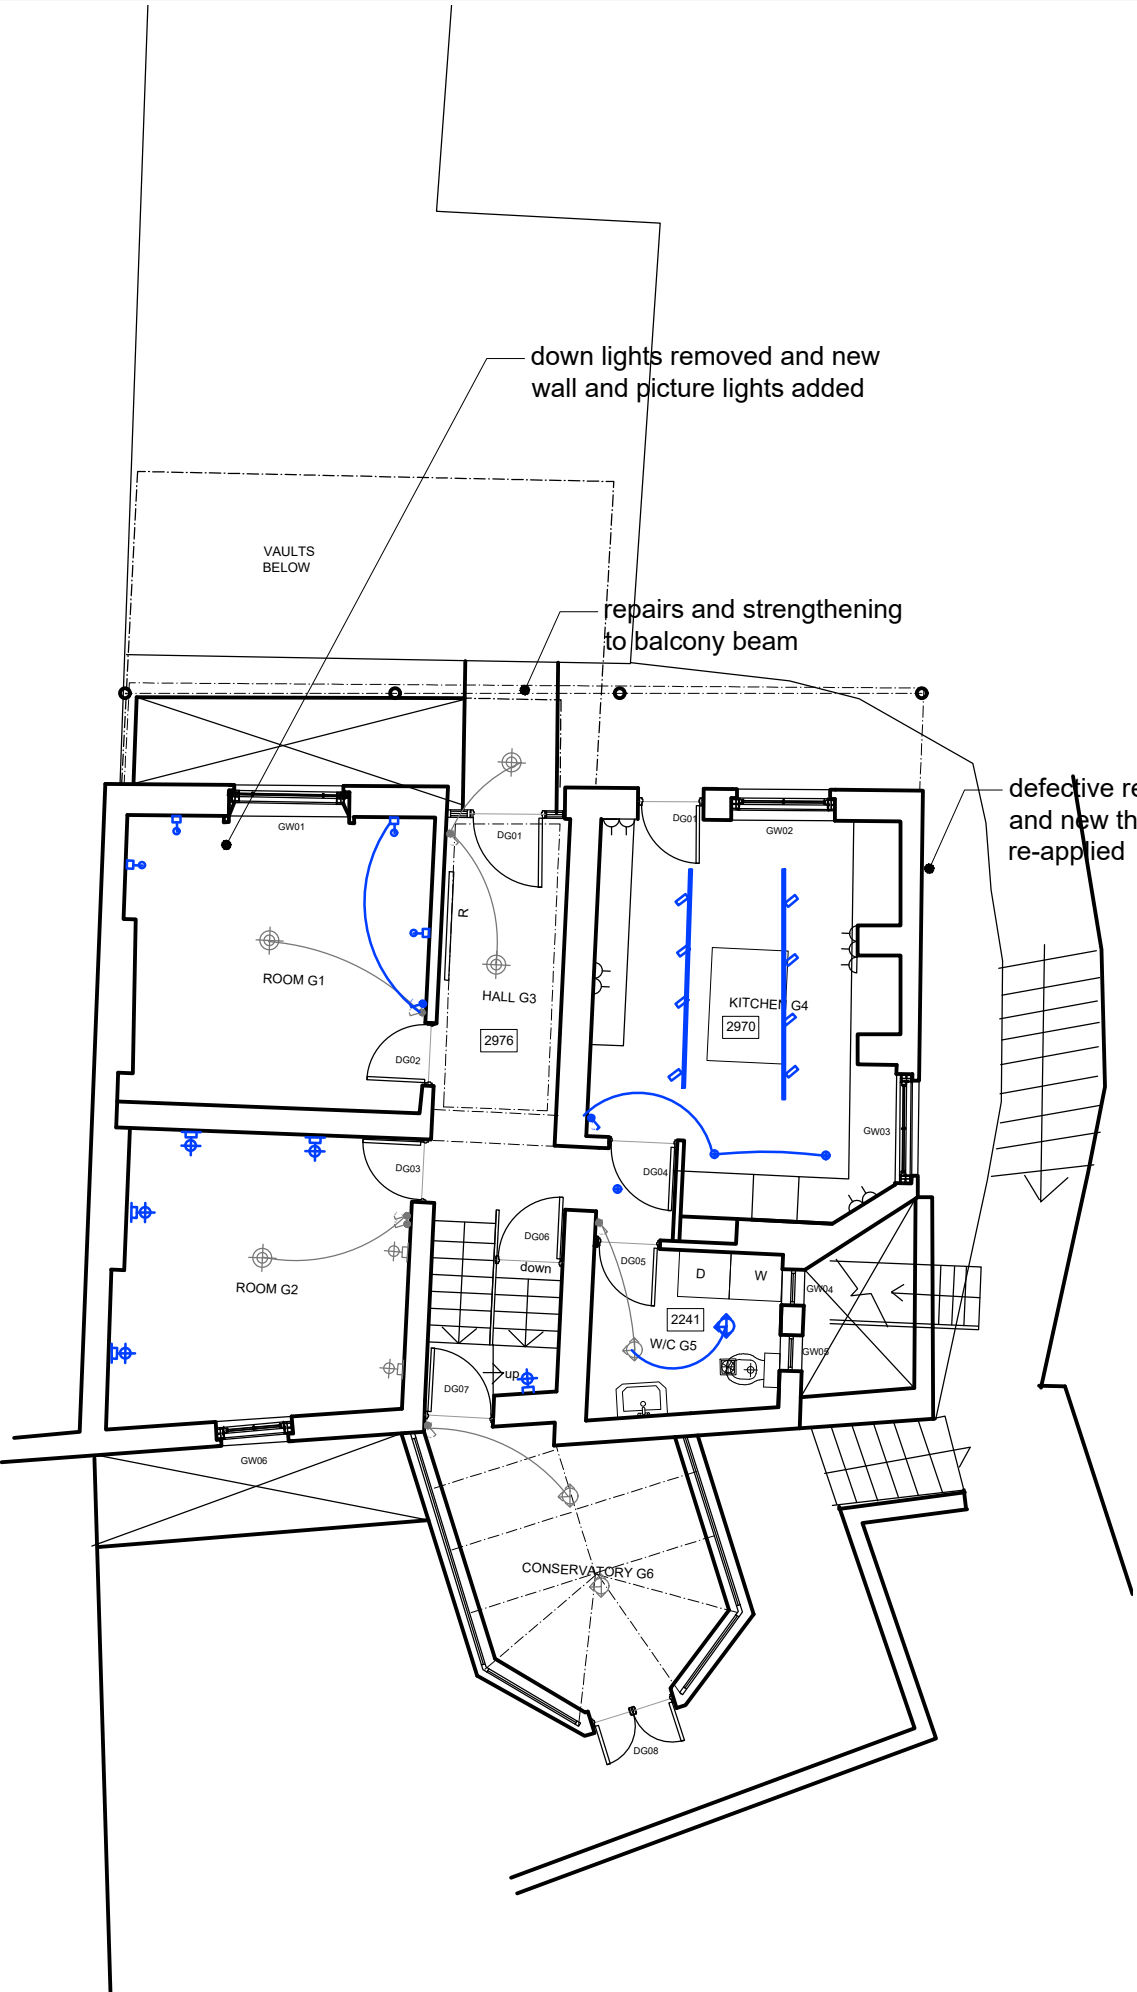 down lights removed and new
wall and picture lights added
VAULTS
BELOW
repairs and strengthening
to balcony beam
defective re
and new th
re-applied
GW01
DG01
DG01
GW02
R
ROOM G1
HALL G3
KITCHEN G4
2976
2970
DG02
GW03
DG03
DG04
DG06
down
DG05
D
W
GW04
ROOM G2
2241
W/C G5
GW05
up
DG07
GW06
CONSERVATORY G6
DG08